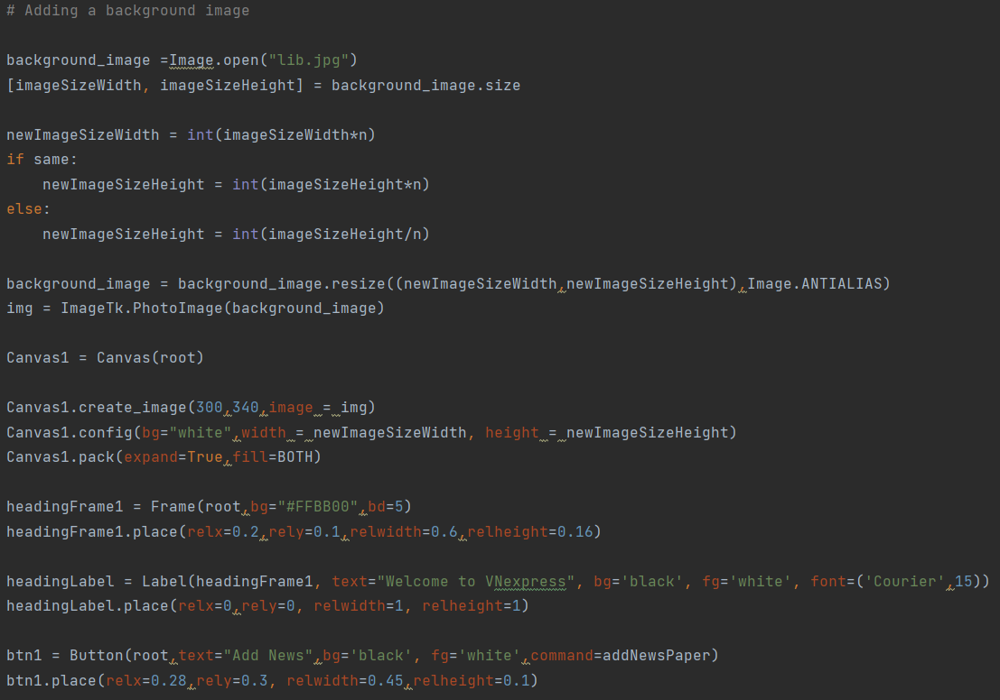 # Adding a background image
background_image =Image.open("lib.jpg")
[imageSizeWidth, imageSizeHeight] = background_image.size
newImageSizeWidth = int(imageSizeWidth*n)
if same:
    newImageSizeHeight = int(imageSizeHeight*n)
else:
    newImageSizeHeight = int(imageSizeHeight/n)
background_image = background_image.resize((newImageSizeWidth,newImageSizeHeight),Image.ANTIALIAS)
img = ImageTk.PhotoImage(background_image)
Canvas1 = Canvas(root)
Canvas1.create_image(300,340,image = img)
Canvas1.config(bg="white",width = newImageSizeWidth, height = newImageSizeHeight)
Canvas1.pack(expand=True,fill=BOTH)
headingFrame1 = Frame(root,bg="#FFBB00",bd=5)
headingFrame1.place(relx=0.2,rely=0.1,relwidth=0.6,relheight=0.16)
headingLabel = Label(headingFrame1, text="Welcome to VNexpress", bg='black', fg='white', font=('Courier',15))
headingLabel.place(relx=0,rely=0, relwidth=1, relheight=1)
btn1 = Button(root,text="Add News",bg='black', fg='white',command=addNewsPaper)
btn1.place(relx=0.28,rely=0.3, relwidth=0.45,relheight=0.1)